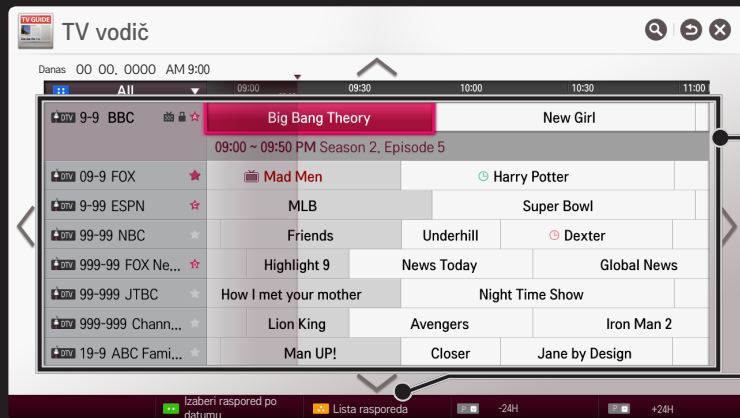 TV GUIDE
TV vodič
Danas 00 00, 0000 AM 9:00
All 09:00 09:30 10:00 10:30 11:00
DTV 9-9 BBC Big Bang Theory New Girl
09:00 ~ 09:50 PM Season 2, Episode 5
DTV 09-9 FOX Mad Men Harry Potter
DTV 9-99 ESPN MLB Super Bowl
DTV 99-99 NBC Friends Underhill Dexter
DTV 999-99 FOX Ne... Highlight 9 News Today Global News
DTV 99-999 JTBC How I met your mother Night Time Show
DTV 999-999 Chann... Lion King Avengers Iron Man 2
DTV 19-9 ABC Fami... Man UP! Closer Jane by Design
Izaberi raspored po
datumu
Lista rasporeda P -24H P +24H